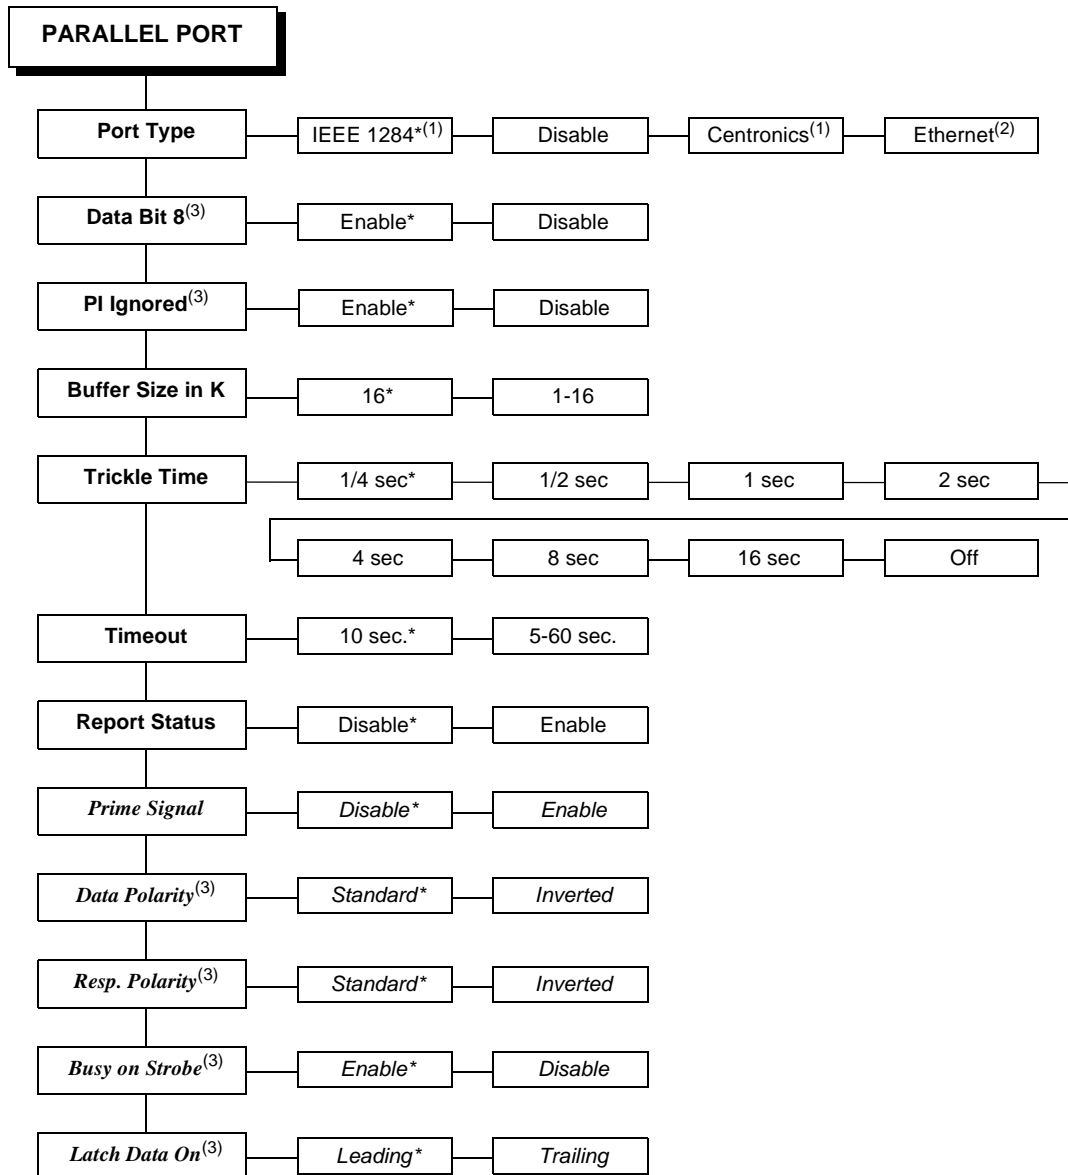 PARALLEL PORT
Port Type IEEE 1284*(1) Disable Centronics(1) Ethernet(2)
Data Bit 8(3) Enable* Disable
PI Ignored(3) Enable* Disable
Buffer Size in K 16* 1-16
Trickle Time 1/4 sec* 1/2 sec 1 sec 2 sec
4 sec 8 sec 16 sec Off
Timeout 10 sec.* 5-60 sec.
Report Status Disable* Enable
Prime Signal Disable* Enable
Data Polarity(3) Standard* Inverted
Resp. Polarity(3) Standard* Inverted
Busy on Strobe(3) Enable* Disable
Latch Data On(3) Leading* Trailing